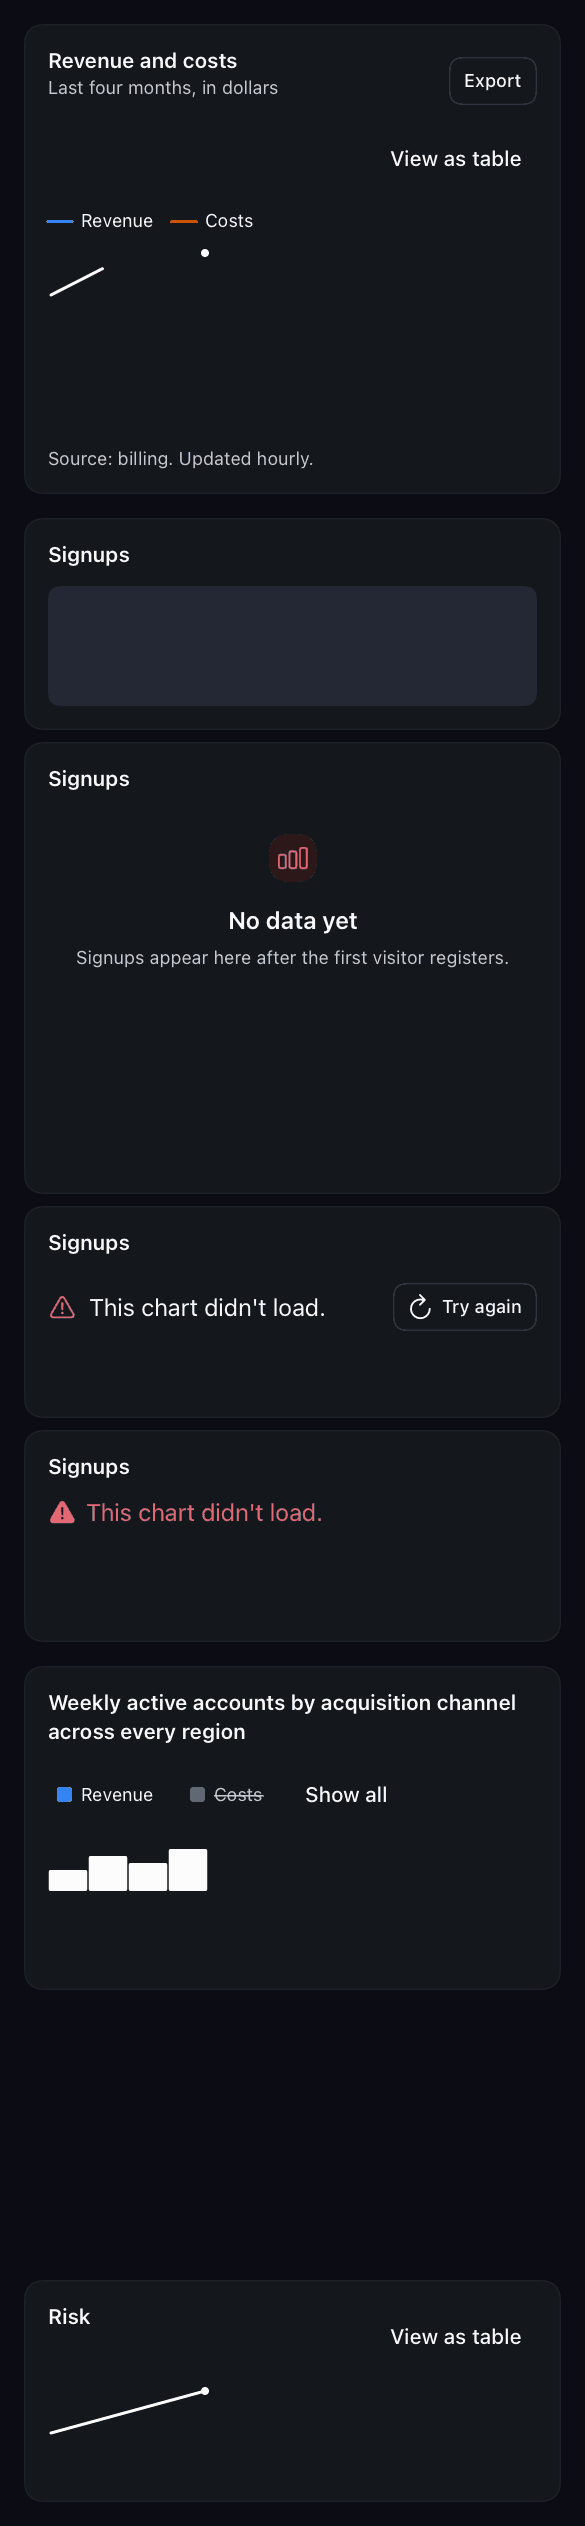 Revenue and costs
Last four months, in dollars
Export
View as table
Revenue
Costs
Source: billing. Updated hourly.
Signups
Signups
No data yet
Signups appear here after the first visitor registers.
Signups
This chart didn't load.
Try again
Signups
This chart didn't load.
Weekly active accounts by acquisition channel
across every region
Revenue
Costs
Show all
Risk
View as table